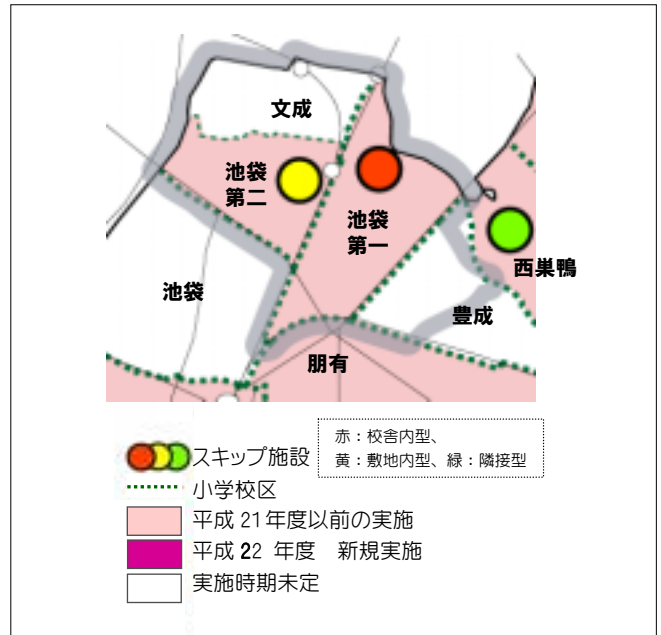 文成
池袋
第二
池袋
第一
西巣鴨
池袋
豊成
朋有
スキップ施設
赤：校舎内型、
黄：敷地内型、緑：隣接型
小学校区
平成 21年度以前の実施
平成 22 年度　新規実施
実施時期未定